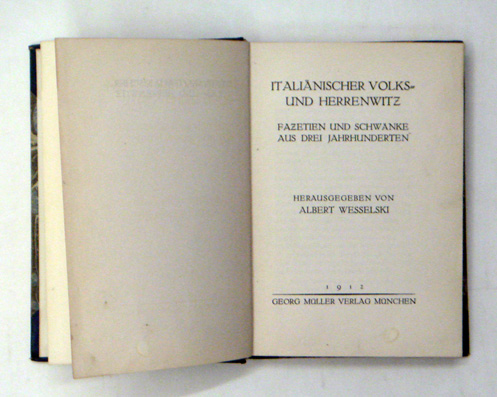 ITALIÄNISCHER VOLKS=
UND HERRENWITZ
FAZETIEN UND SCHWÄNKE
AUS DREI JAHRHUNDERTEN
HERAUSGEGEBEN VON
ALBERT WESSELSKI
1912
GEORG MÜLLER VERLAG MÜNCHEN